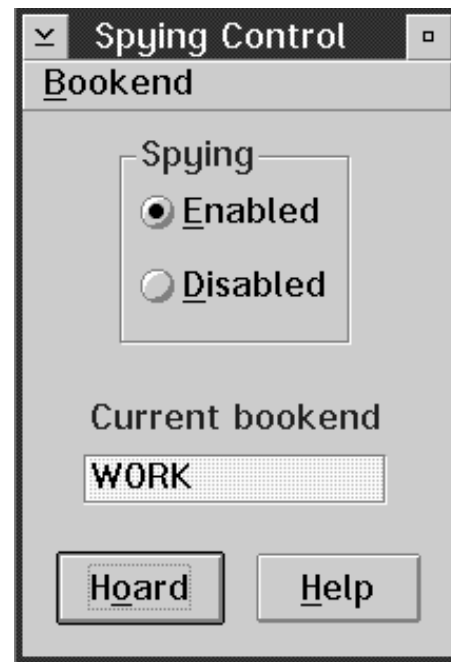 Spying Control
Bookend
Spying
Enabled
Disabled
Current bookend
WORK
Hoard
Help